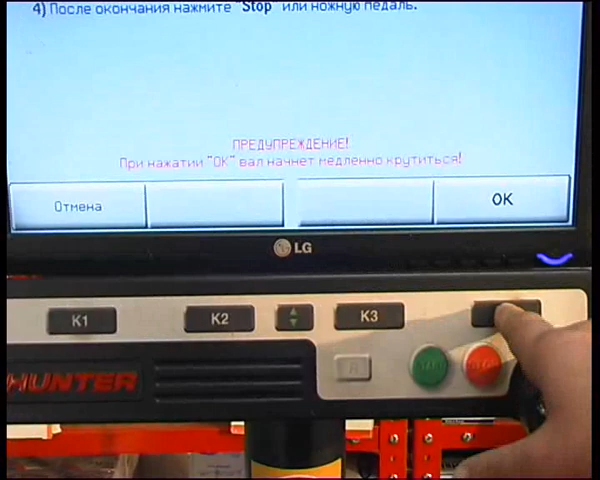 4) После окончания нажмите "Stop" или ножную педаль.
ПРЕДУПРЕЖДЕНИЕ!
При нажатии "ОК" вал начнет медленно крутиться!
Отмена
OK
LG
K1
K2
K3
HUNTER